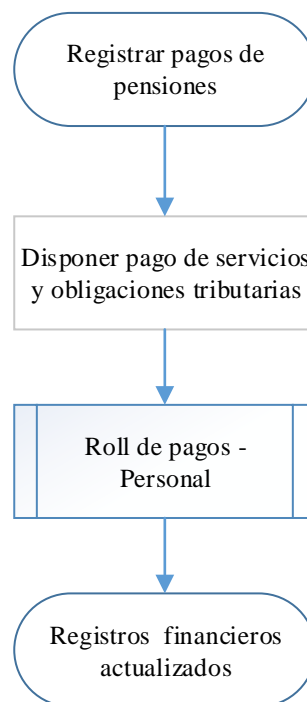 Registrar pagos de
pensiones
Disponer pago de servicios
y obligaciones tributarias
Roll de pagos -
Personal
Registros financieros
actualizados